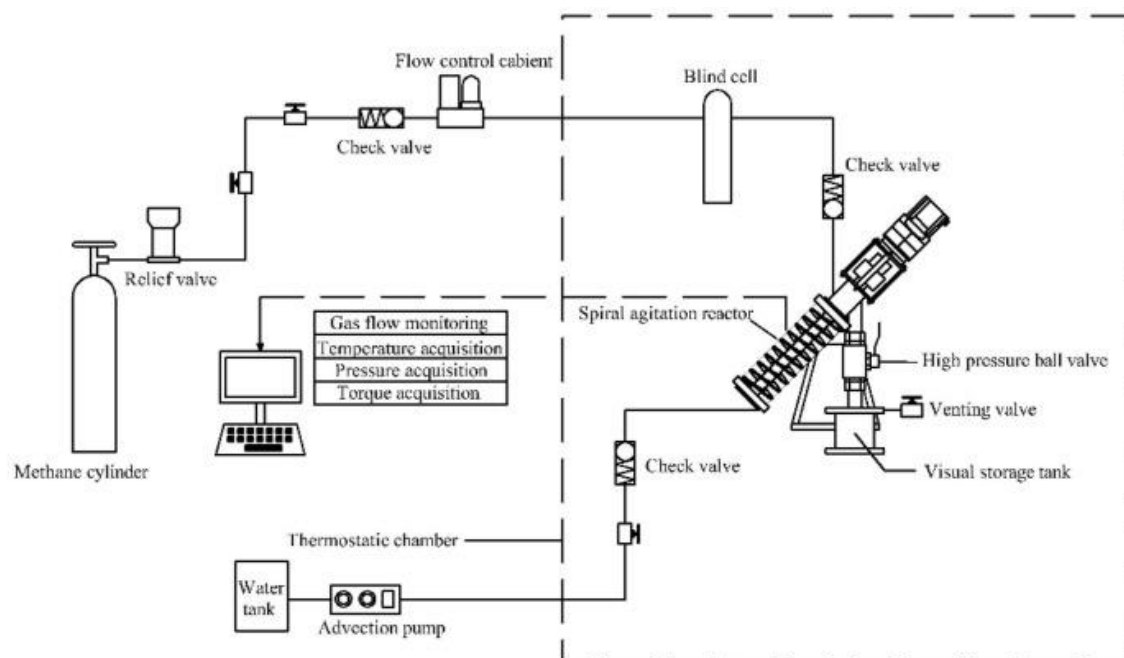 Flow control cabient
Blind cell
Check valve
Check valve
Relief valve
Spiral agitation reactor
Gas flow monitoring
Temperature acquisition
Pressure acquisition
Torque acquisition
High pressure ball valve
Venting valve
Methane cylinder
Check valve
Visual storage tank
Thermostatic chamber
Water
tank
Advection pump